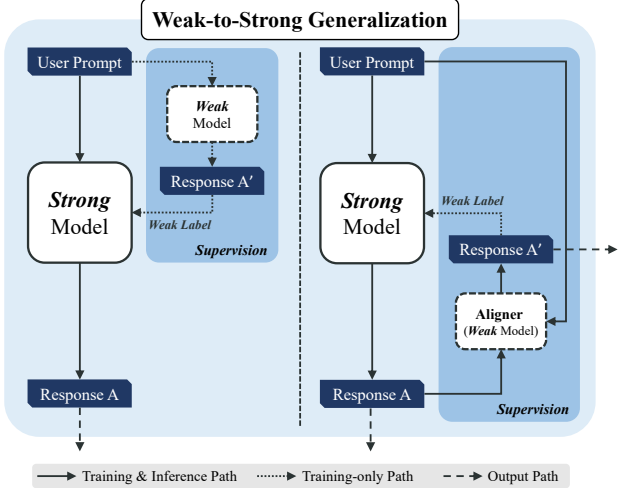 Weak-to-Strong Generalization
User Prompt
Weak
Model
Response A′
Weak Label
Strong
Model
Supervision
Response A
User Prompt
Strong
Model
Weak Label
Response A′
Aligner
(Weak Model)
Response A
Supervision
Training & Inference Path
Training-only Path
Output Path